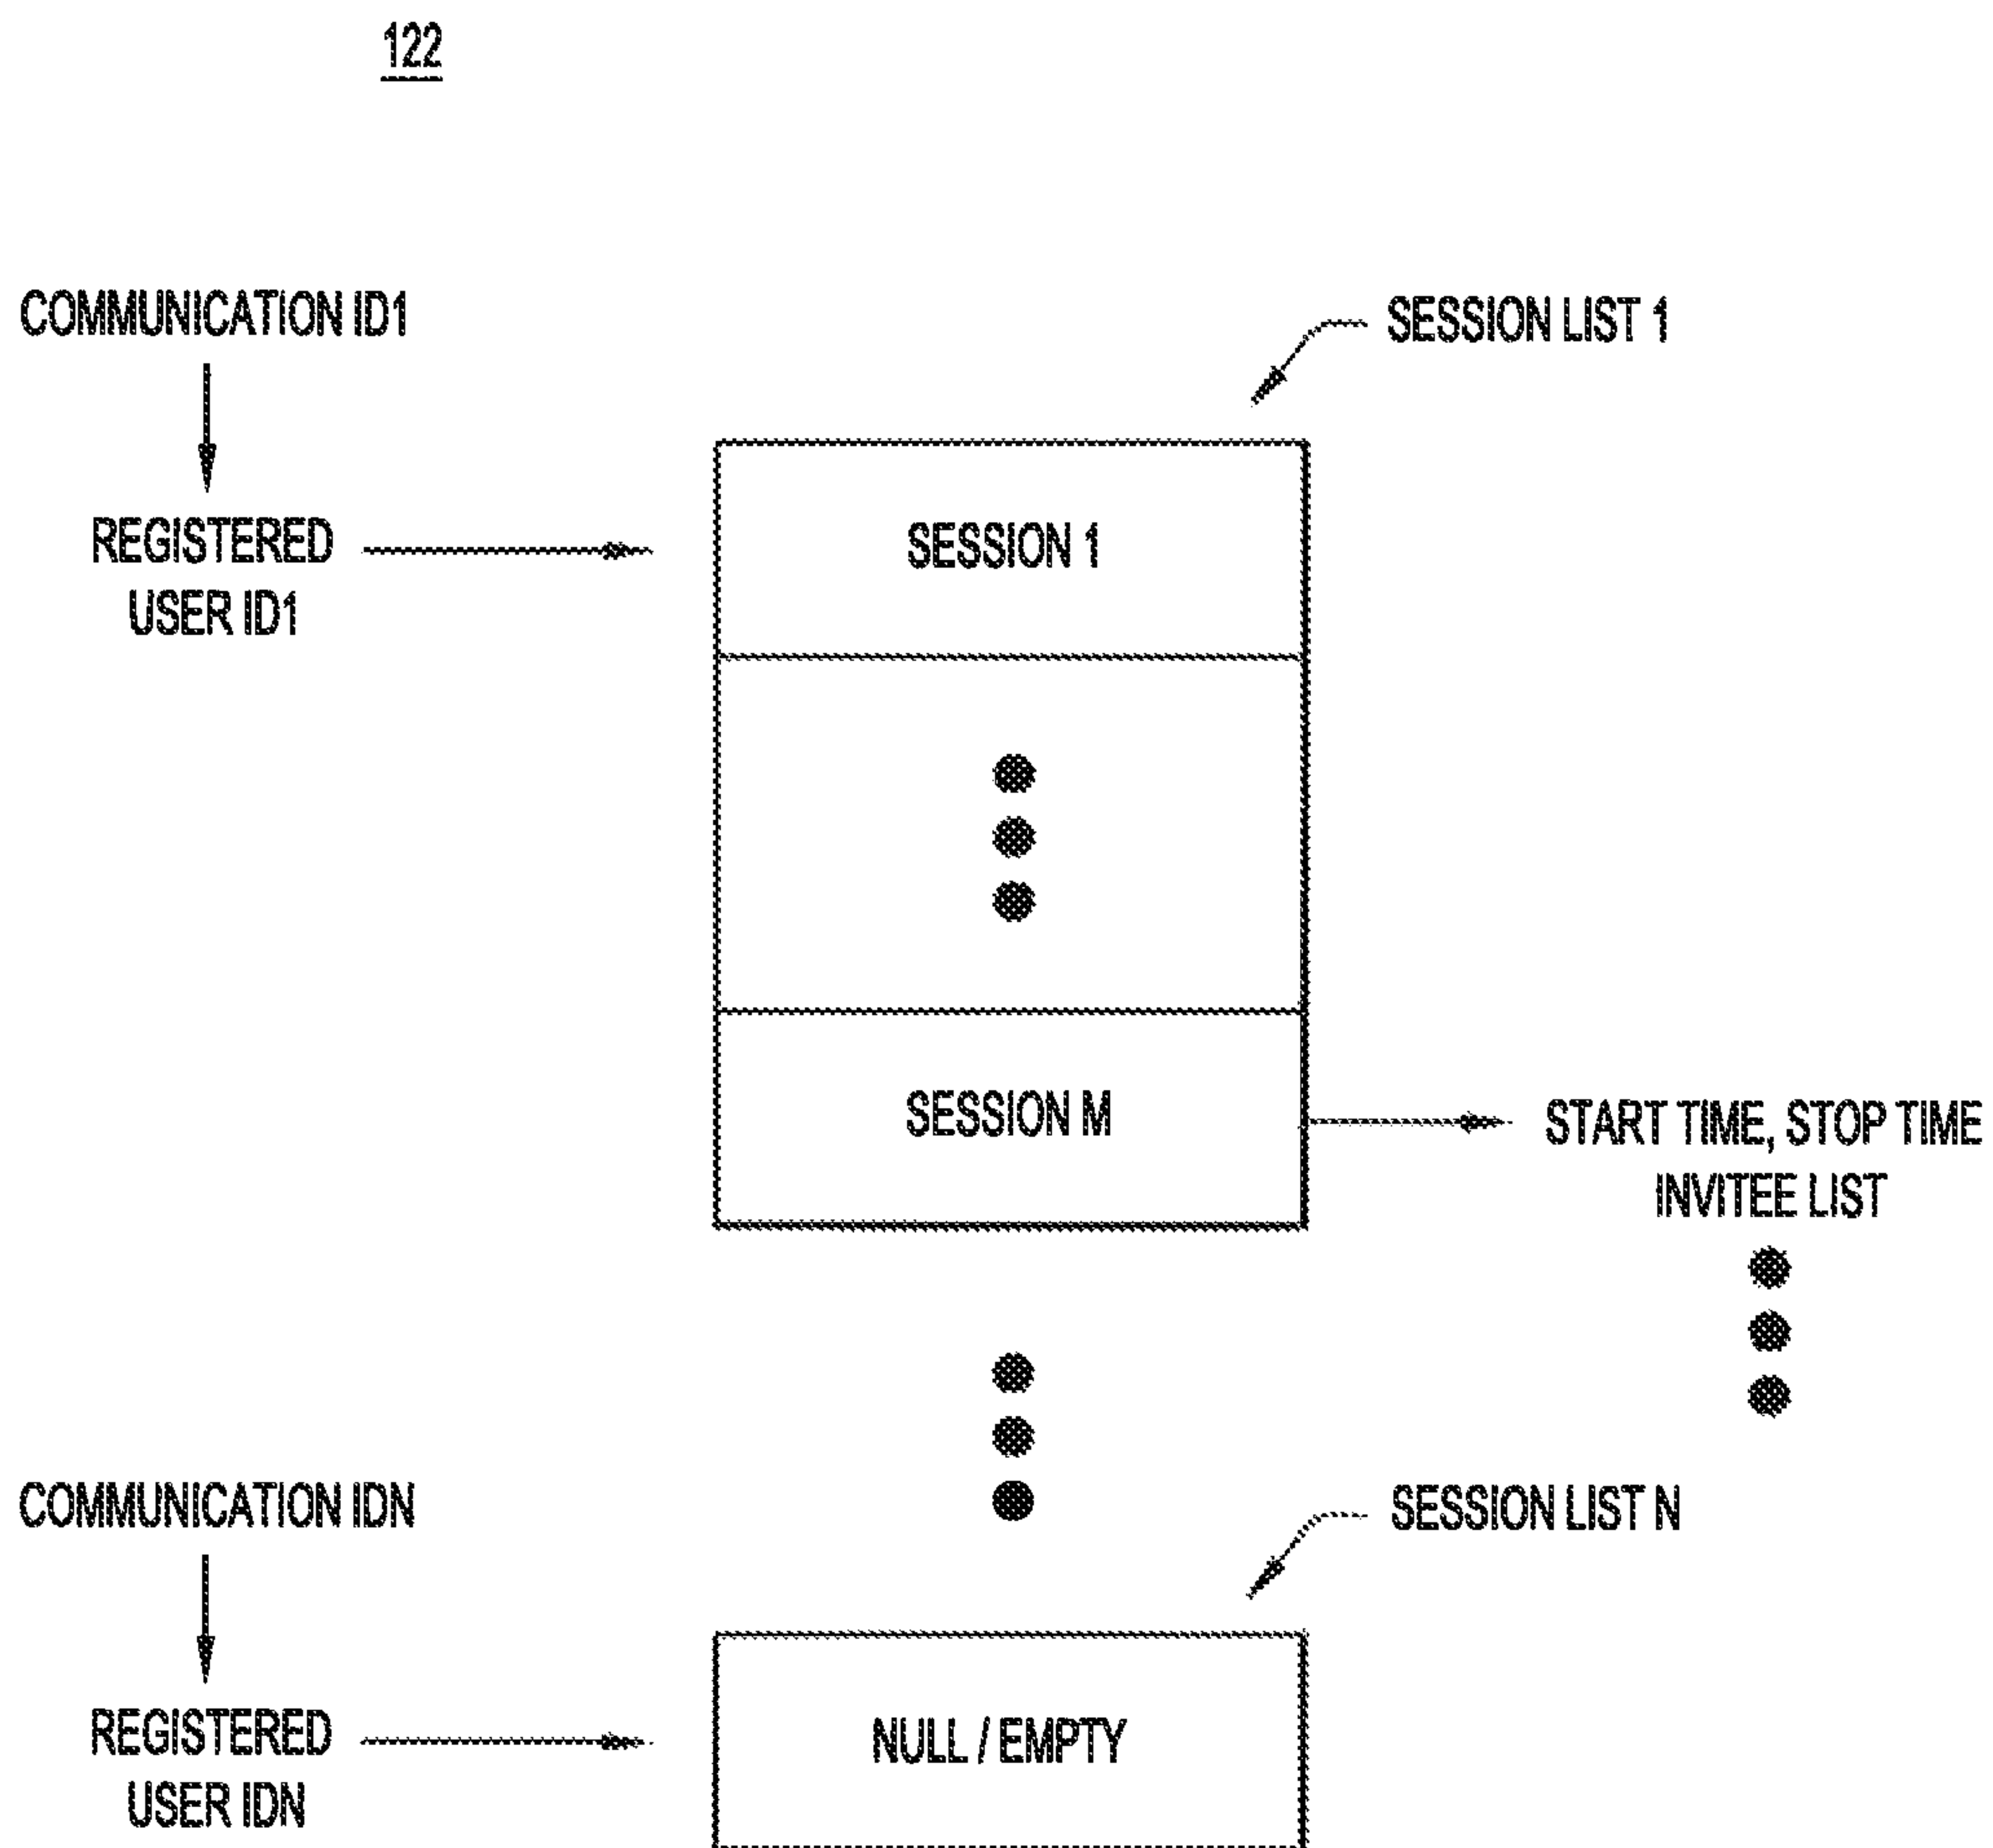 122
COMMUNICATION ID1
SESSION LIST 1
REGISTERED
USER ID1
SESSION 1
SESSION M
START TIME, STOP TIME
INVITEE LIST
COMMUNICATION IDN
SESSION LIST N
REGISTERED
USER IDN
NULL / EMPTY